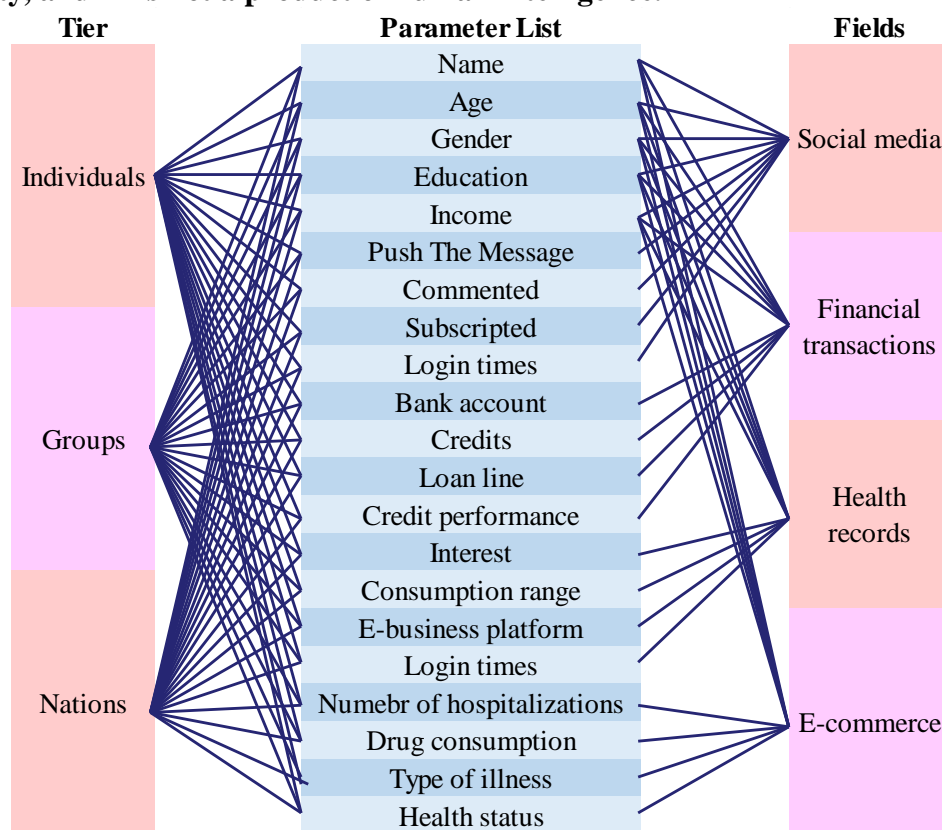 Tier
Individuals
Groups
Nations
Parameter List
Name
Age
Gender
Education
Income
Push The Message
Commented
Subscripted
Login times
Bank account
Credits
Loan line
Credit performance
Interest
Consumption range
E-business platform
Login times
Numebr of hospitalizations
Drug consumption
Type of illness
Health status
Fields
Social media
Financial
transactions
Health
records
E-commerce